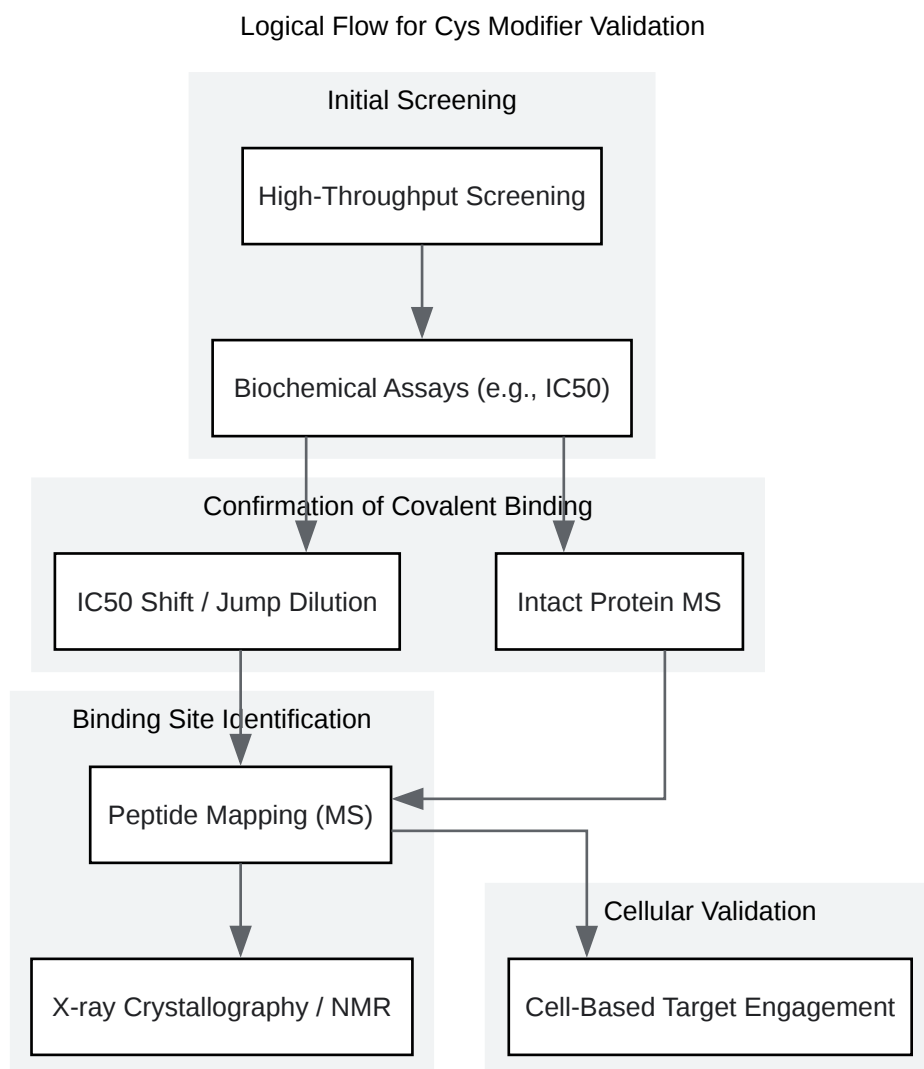 Logical Flow for Cys Modifier Validation
Initial Screening
High-Throughput Screening
Biochemical Assays (e.g., IC50)
Confirmation of Covalent Binding
IC50 Shift / Jump Dilution
Intact Protein MS
Binding Site Identification
Peptide Mapping (MS)
Cellular Validation
X-ray Crystallography / NMR
Cell-Based Target Engagement